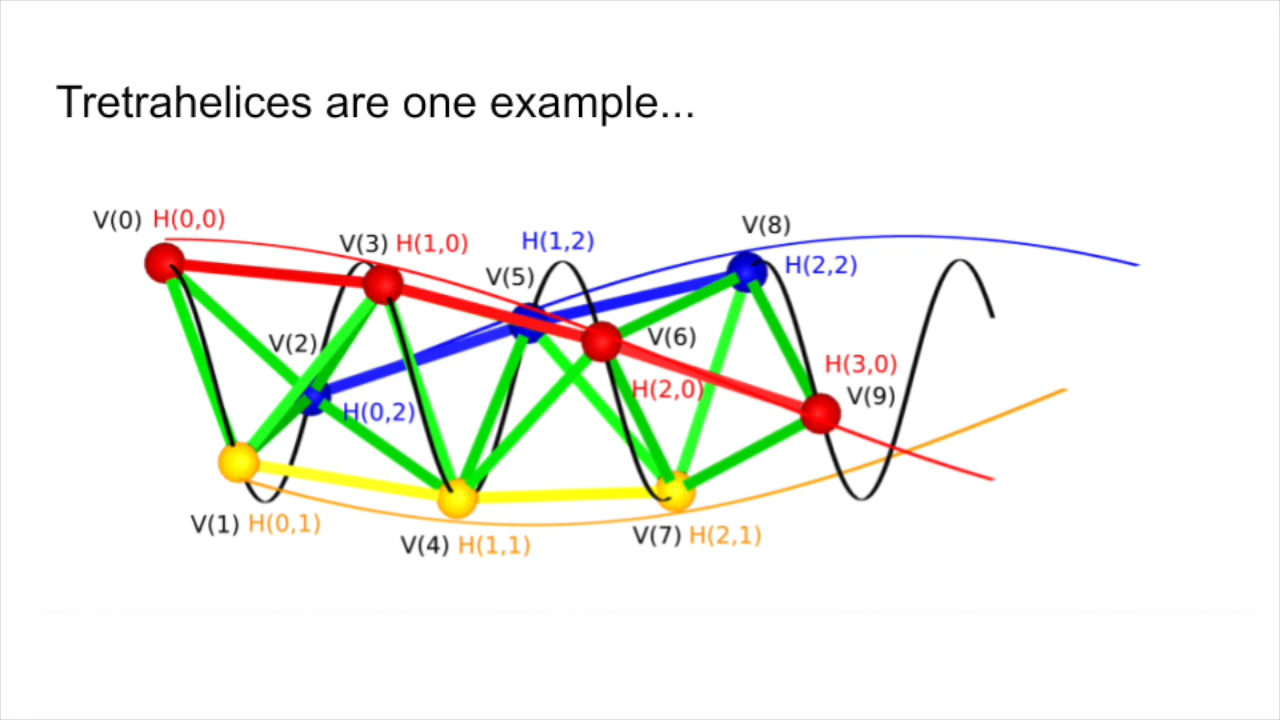 Tretrahelices are one example...
V(0) H(0,0)
V(3) H(1,0)
H(1,2)
V(8)
H(2,2)
V(5)
V(2)
V(6)
H(2,0)
H(3,0)
V(9)
H(0,2)
V(1) H(0,1)
V(4) H(1,1)
V(7) H(2,1)